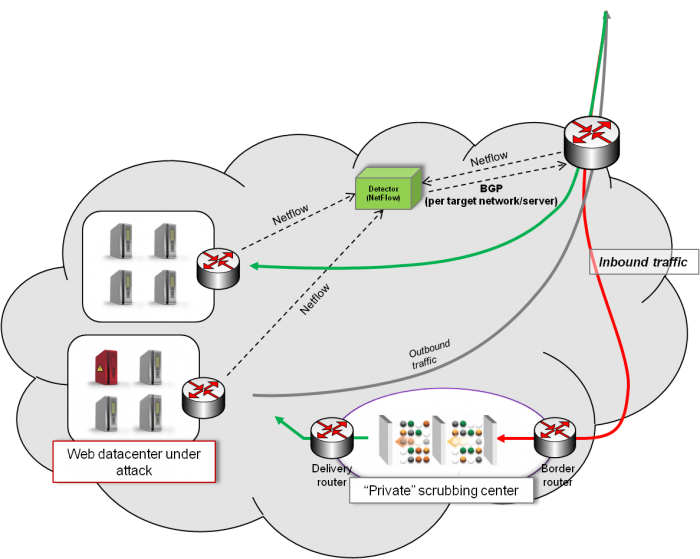 Netflow
Detector
(NetFlow)
BGP
(per target network/server)
Netflow
Inbound traffic
Netflow
Outbound
traffic
Web datacenter under
attack
Delivery
router
Border
router
“Private” scrubbing center